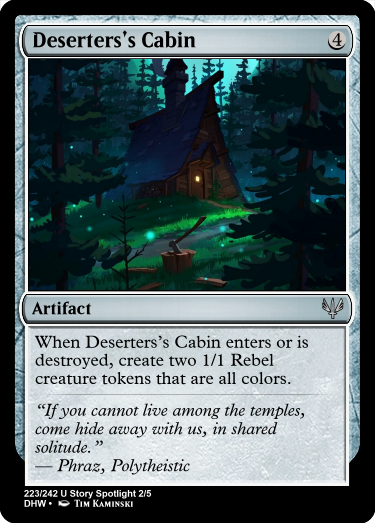 Deserters's Cabin 4
Artifact
When Deserters's Cabin enters or is
destroyed, create two 1/1 Rebel
creature tokens that are all colors.
“If you cannot live among the temples,
come hide away with us, in shared
solitude.”
— Phraz, Polytheistic
223/242 U Story Spotlight 2/5
DHW • Tim Kaminski